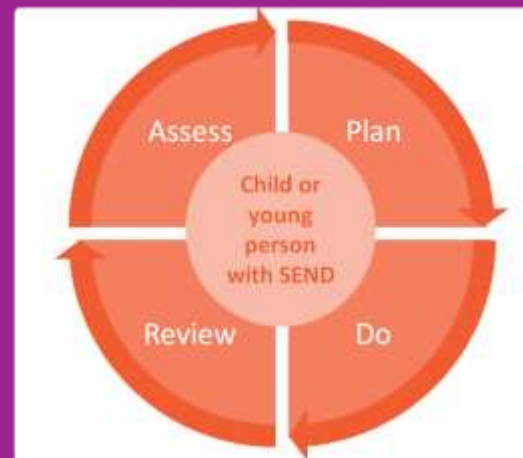 Assess
Plan
Child or
young
person
with SEND
Review
Do